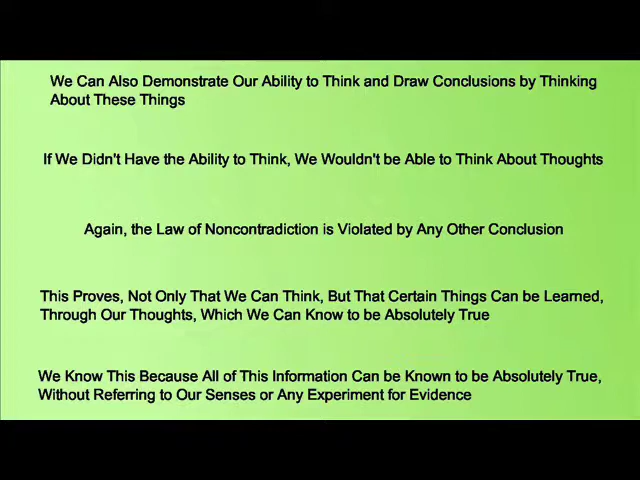 We Can Also Demonstrate Our Ability to Think and Draw Conclusions by Thinking
About These Things
If We Didn't Have the Ability to Think, We Wouldn't be Able to Think About Thoughts
Again, the Law of Noncontradiction is Violated by Any Other Conclusion
This Proves, Not Only That We Can Think, But That Certain Things Can be Learned,
Through Our Thoughts, Which We Can Know to be Absolutely True
We Know This Because All of This Information Can be Known to be Absolutely True,
Without Referring to Our Senses or Any Experiment for Evidence